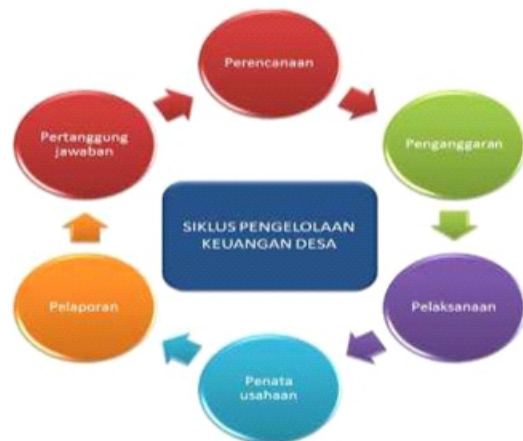 Perencanaan
Penganggaran
Pelaksanaan
Penata
usahaan
Pelaporan
Pertanggung
jawaban
SIKLUS PENGELOLAAN
KEUANGAN DESA